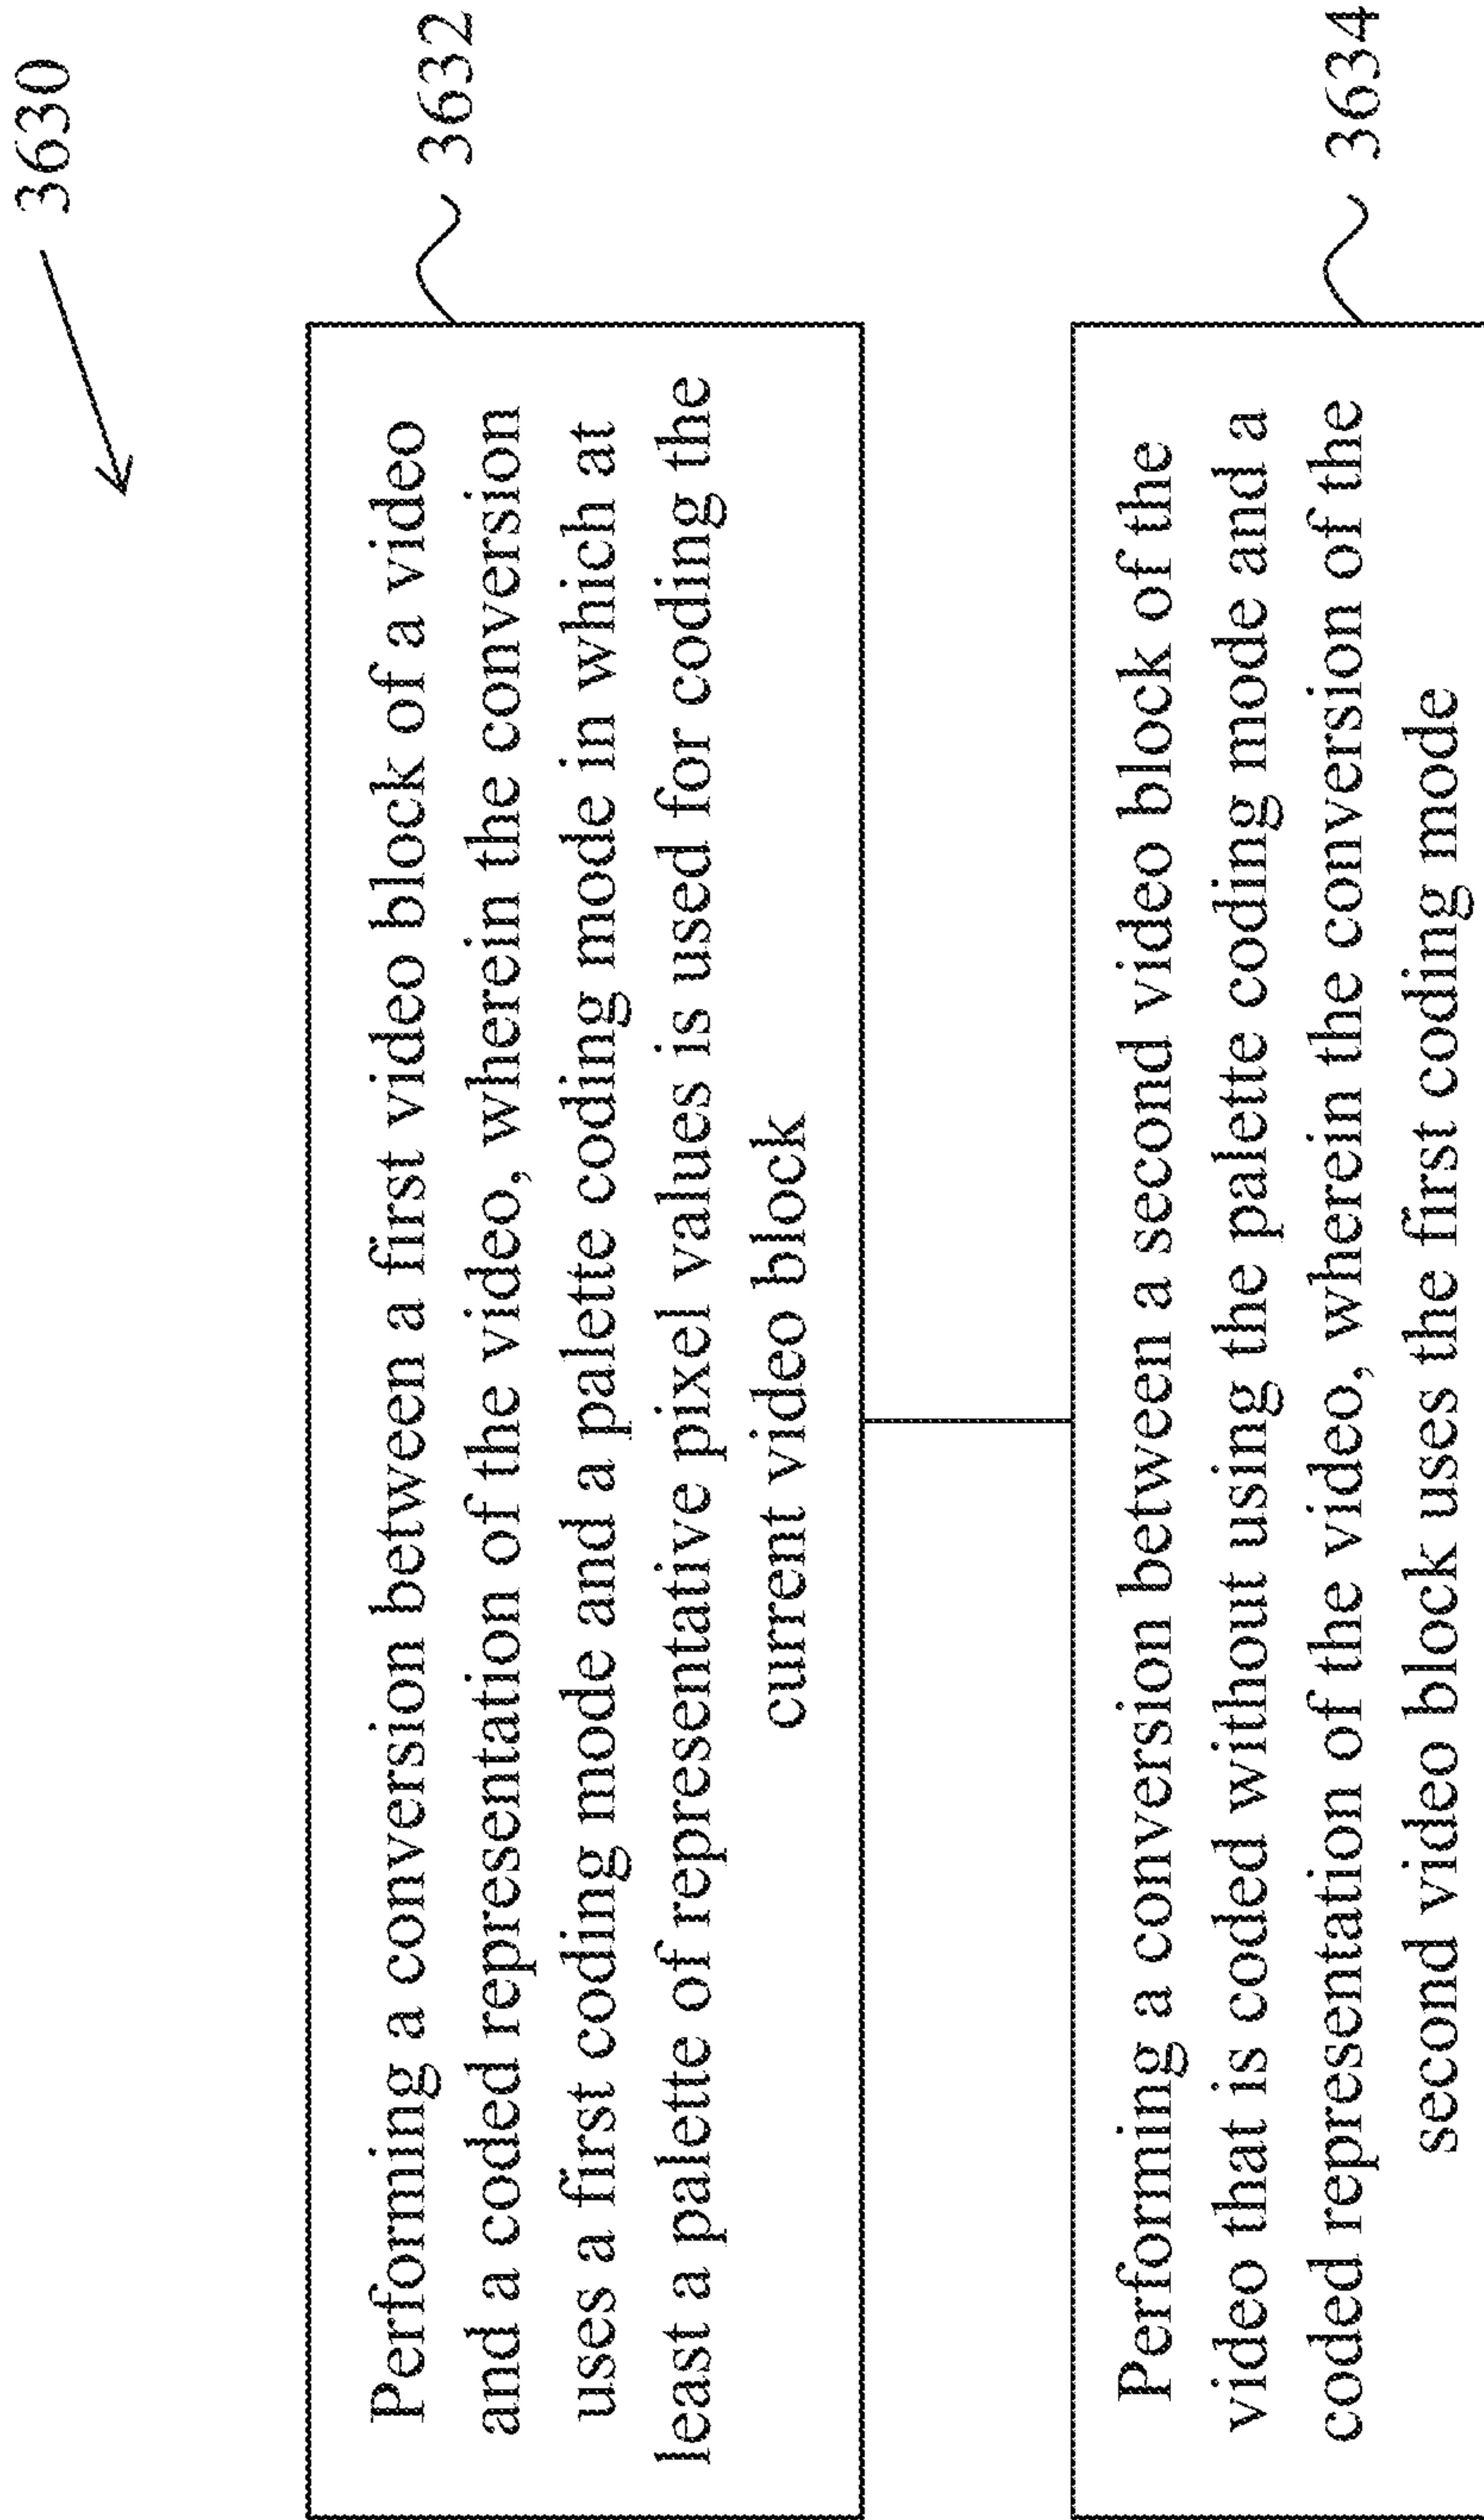 3630
Performing a conversion between a first video block of a video
and a coded representation of the video, wherein the conversion
uses a first coding mode and a palette coding mode in which at
least a palette of representative pixel values is used for coding the
current video block
3632
Performing a conversion between a second video block of the
video that is coded without using the palette coding mode and a
coded representation of the video, wherein the conversion of the
second video block uses the first coding mode
3634